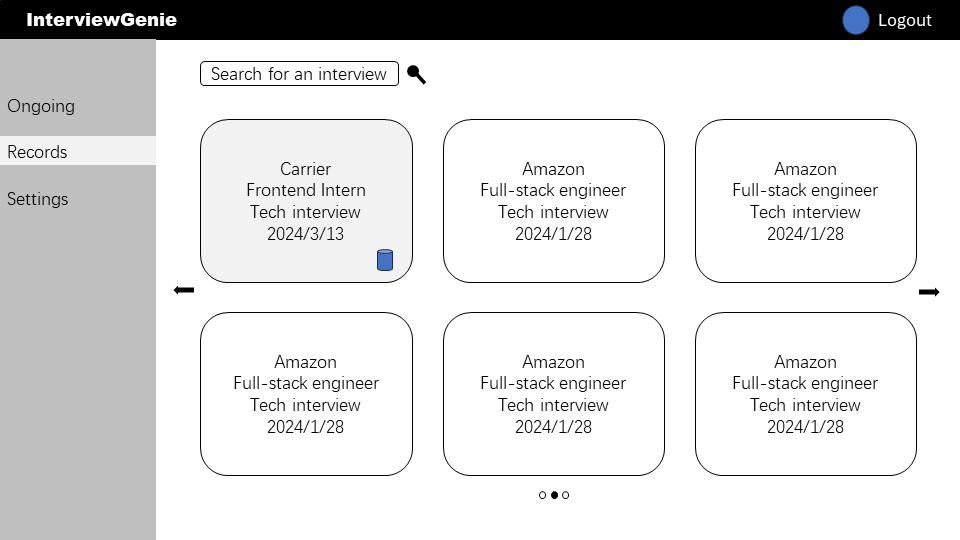 InterviewGenie
Logout
Ongoing
Records
Settings
Search for an interview
Carrier
Frontend Intern
Tech interview
2024/3/13
Amazon
Full-stack engineer
Tech interview
2024/1/28
Amazon
Full-stack engineer
Tech interview
2024/1/28
Amazon
Full-stack engineer
Tech interview
2024/1/28
Amazon
Full-stack engineer
Tech interview
2024/1/28
Amazon
Full-stack engineer
Tech interview
2024/1/28